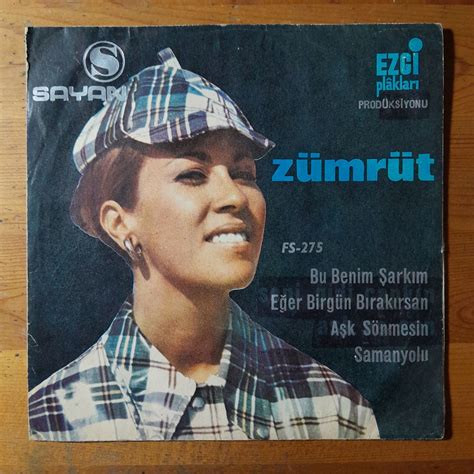 S
SAYAN
EZGİ
plâkları
PRODÜKSİYONU
zümrüt
FS-275
Bu Benim Şarkım
Eğer Birgün Bırakırsan
Aşk Sönmesin
Samanyolu